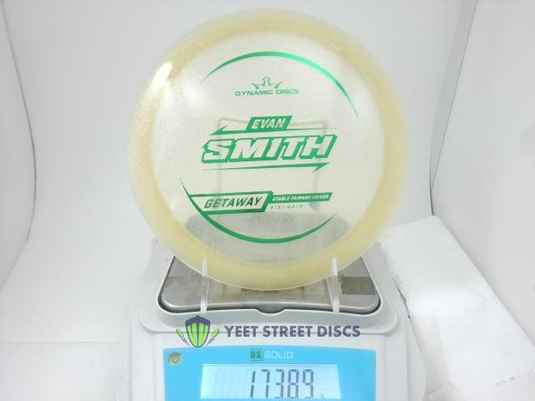 DYNAMIC DISCS
EVAN
SMITH
GETAWAY
STABLE FAIRWAY DRIVER
YEET STREET DISCS
US SOLID
173.89